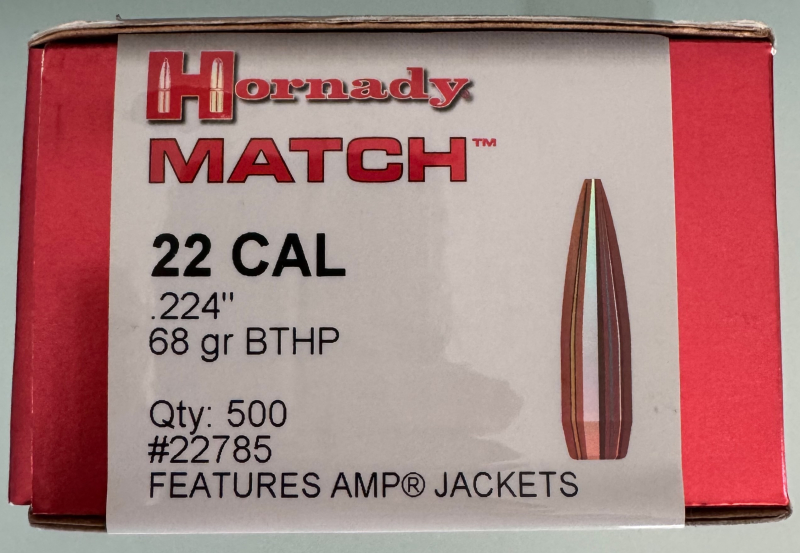 Hornady
MATCH™
22 CAL
.224"
68 gr BTHP
Qty: 500
#22785
FEATURES AMP® JACKETS